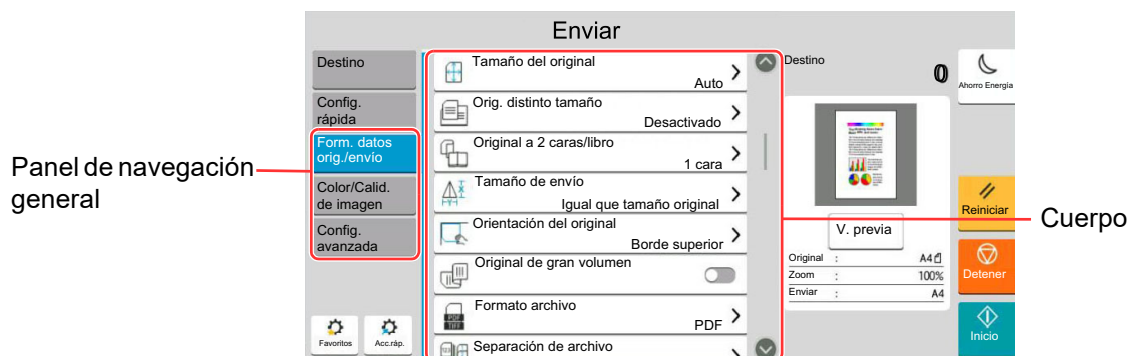 Enviar
Panel de navegación
general
Destino
Config.
rápida
Form. datos
orig./envío
Color/Calid.
de imagen
Config.
avanzada
Favoritos
Acc.ráp.
Tamaño del original
Auto
Orig. distinto tamaño
Desactivado
Original a 2 caras/libro
1 cara
Tamaño de envío
Igual que tamaño original
Orientación del original
Borde superior
Original de gran volumen
Formato archivo
PDF
Separación de archivo
Destino
0
V. previa
Original : A4
Zoom : 100%
Enviar : A4
Ahorro Energia
Reiniciar
Detener
Inicio
Cuerpo